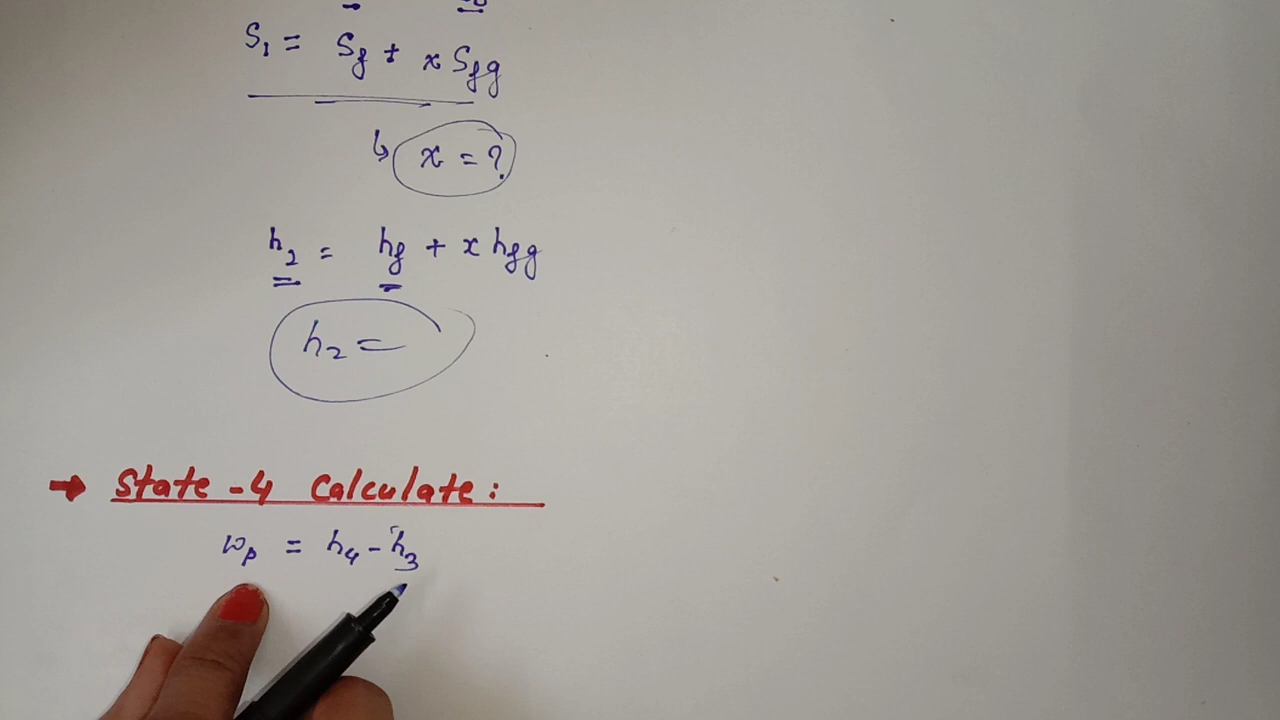 S₁ = Sf + x Sfg
↳ x = ?
h₂ = hf + x hfg
h₂ =
→ State - 4 Calculate :
wp = h₄ - h₃